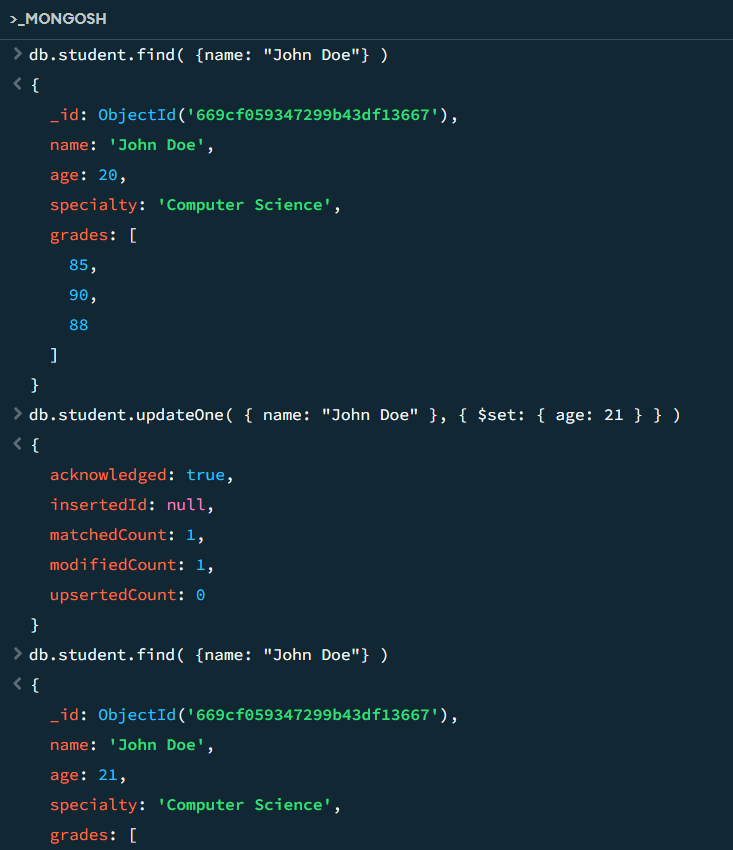 >_MONGOSH
> db.student.find( {name: "John Doe"} )
< {
_id: ObjectId('669cf059347299b43df13667'),
name: 'John Doe',
age: 20,
specialty: 'Computer Science',
grades: [
85,
90,
88
]
}
> db.student.updateOne( { name: "John Doe" }, { $set: { age: 21 } } )
< {
acknowledged: true,
insertedId: null,
matchedCount: 1,
modifiedCount: 1,
upsertedCount: 0
}
> db.student.find( {name: "John Doe"} )
< {
_id: ObjectId('669cf059347299b43df13667'),
name: 'John Doe',
age: 21,
specialty: 'Computer Science',
grades: [